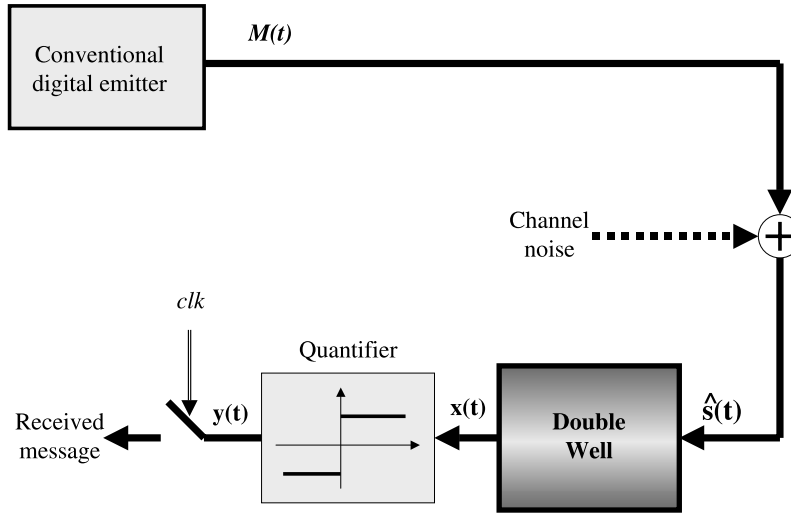 Conventional
digital emitter
M(t)
Channel
noise
+
clk
Quantifier
Received
message
y(t)
x(t)
Double
Well
ŝ(t)